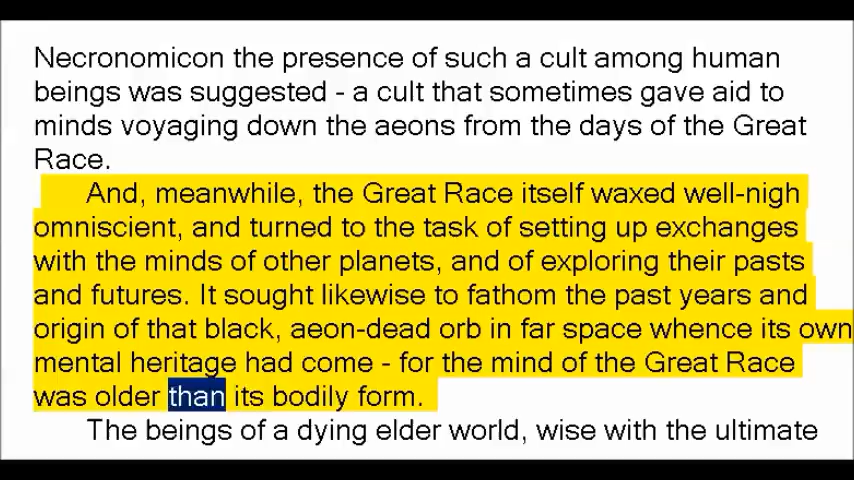 Necronomicon the presence of such a cult among human
beings was suggested - a cult that sometimes gave aid to
minds voyaging down the aeons from the days of the Great
Race.
And, meanwhile, the Great Race itself waxed well-nigh
omniscient, and turned to the task of setting up exchanges
with the minds of other planets, and of exploring their pasts
and futures. It sought likewise to fathom the past years and
origin of that black, aeon-dead orb in far space whence its own
mental heritage had come - for the mind of the Great Race
was older than its bodily form.
The beings of a dying elder world, wise with the ultimate